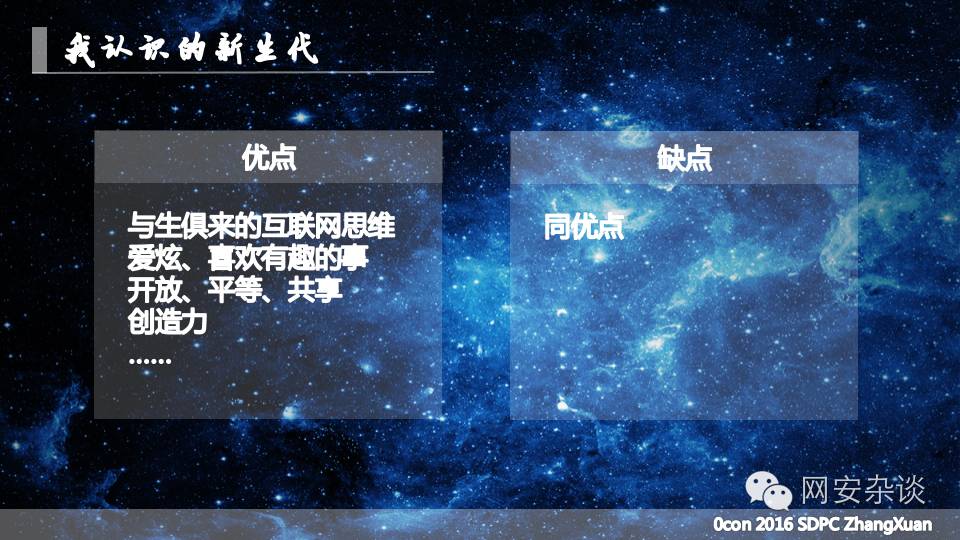 我认识的新生代
优点
与生俱来的互联网思维
爱炫、喜欢有趣的事
开放、平等、共享
创造力
......
缺点
同优点
网安杂谈
0con 2016 SDPC ZhangXuan